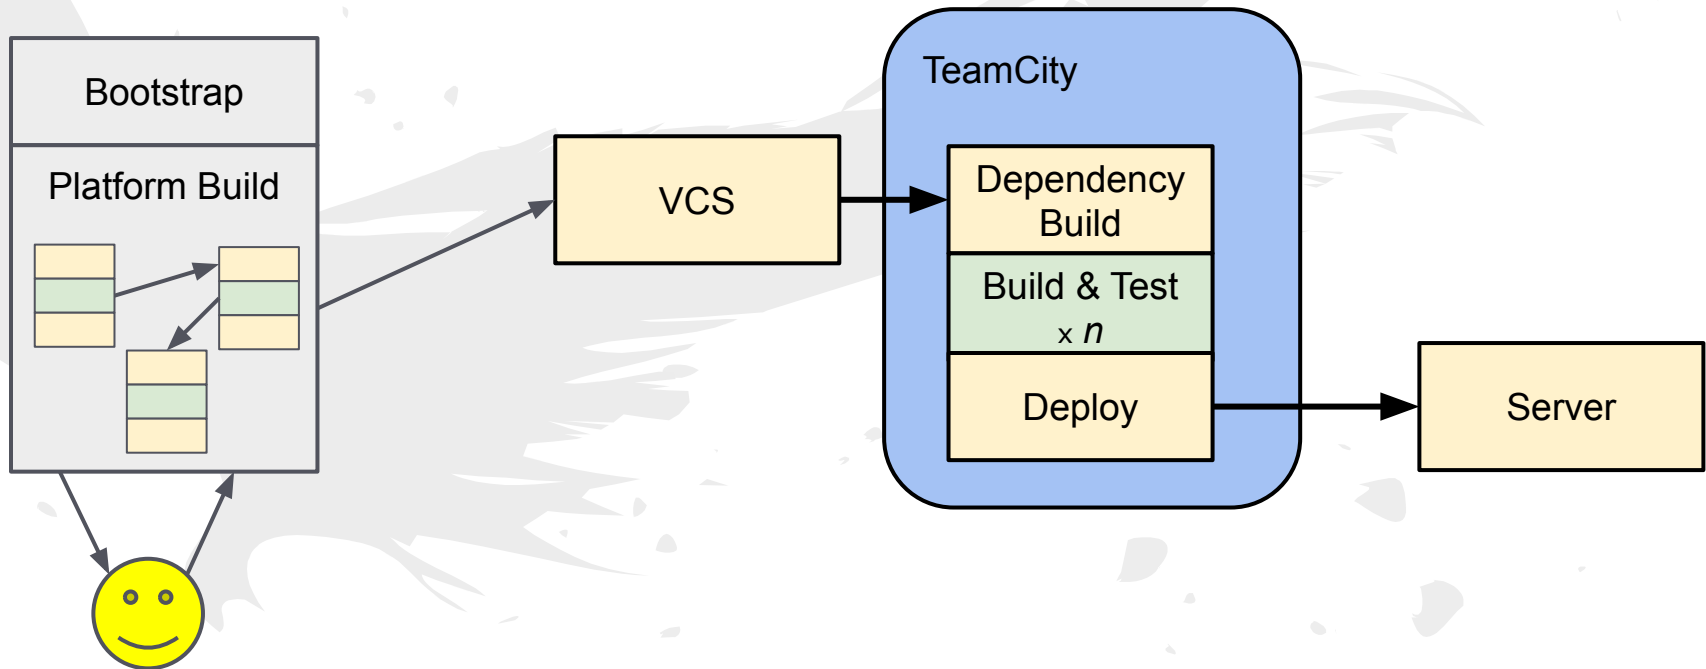 Bootstrap
Platform Build
VCS
TeamCity
Dependency
Build
Build & Test
x n
Deploy
Server